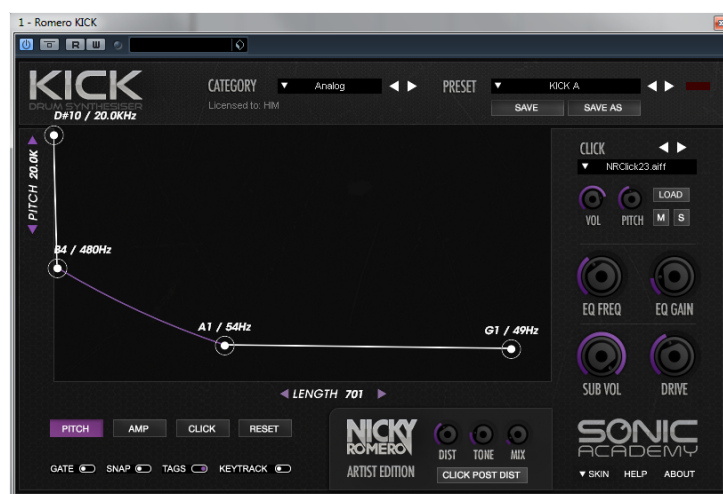 1 - Romero KICK
R W
KICK
DRUM SYNTHESISER
CATEGORY Analog
PRESET KICK A
Licensed to: HIM
SAVE SAVE AS
D#10 / 20.0KHz
PITCH 20.0K
B4 / 480Hz
A1 / 54Hz
G1 / 49Hz
LENGTH 701
CLICK
NRClick23.aiff
LOAD
VOL PITCH M S
EQ FREQ EQ GAIN
SUB VOL DRIVE
PITCH AMP CLICK RESET
GATE SNAP TAGS KEYTRACK
NICKY
ROMERO
ARTIST EDITION
DIST TONE MIX
CLICK POST DIST
SONIC
ACADEMY
SKIN HELP ABOUT